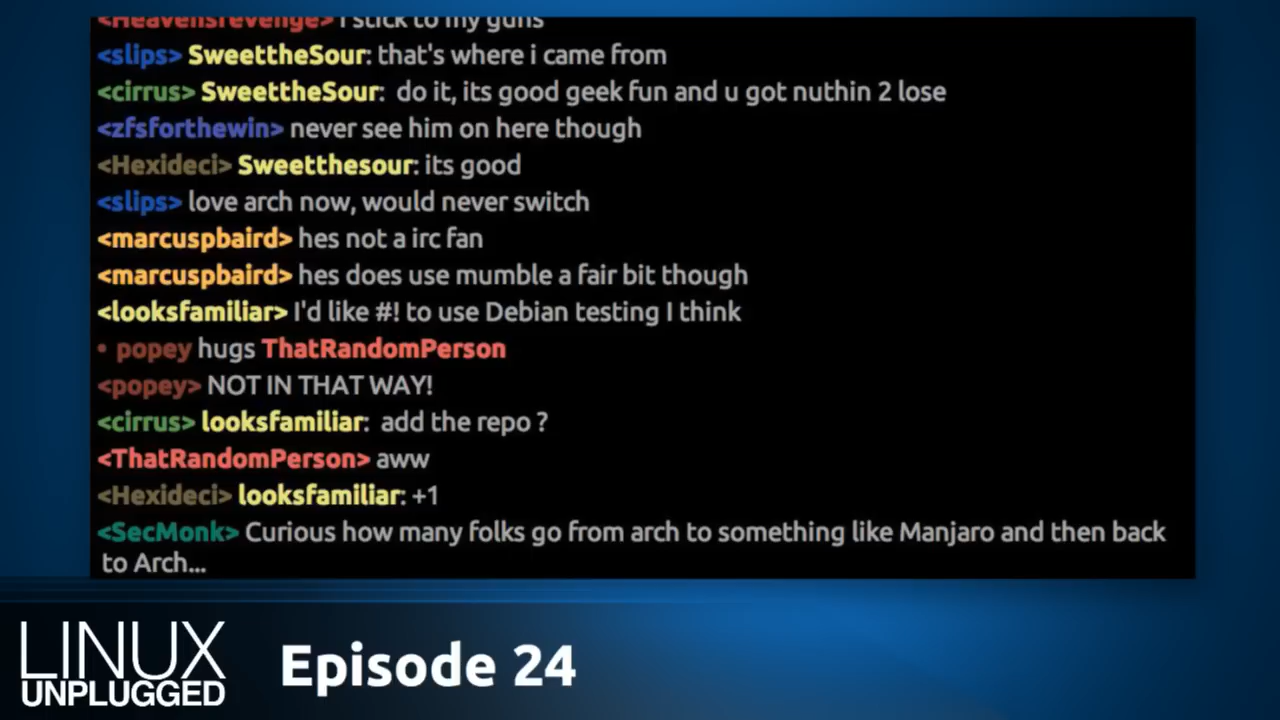 <Heavensrevenge> I stick to my guns
<slips> SweettheSour: that's where i came from
<cirrus> SweettheSour: do it, its good geek fun and u got nuthin 2 lose
<zfsforthewin> never see him on here though
<Hexideci> Sweetthesour: its good
<slips> love arch now, would never switch
<marcuspbaird> hes not a irc fan
<marcuspbaird> hes does use mumble a fair bit though
<looksfamiliar> I'd like #! to use Debian testing I think
• popey hugs ThatRandomPerson
<popey> NOT IN THAT WAY!
<cirrus> looksfamiliar: add the repo ?
<ThatRandomPerson> aww
<Hexideci> looksfamiliar: +1
<SecMonk> Curious how many folks go from arch to something like Manjaro and then back
to Arch...
LINUX
UNPLUGGED
Episode 24